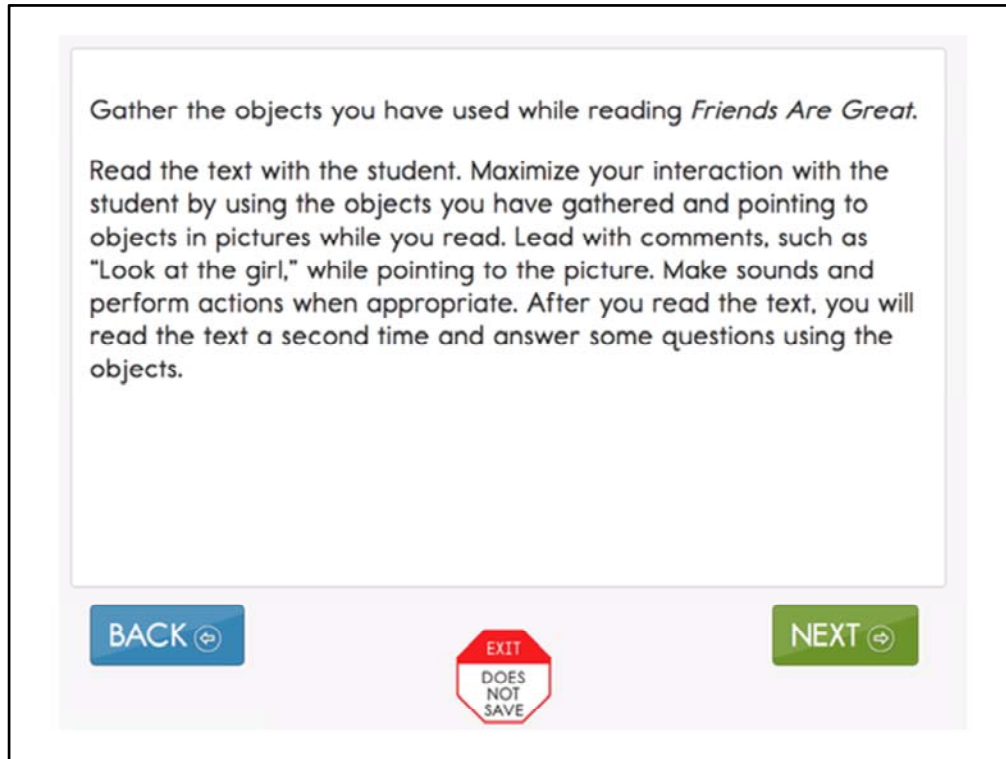 Gather the objects you have used while reading Friends Are Great.
Read the text with the student. Maximize your interaction with the
student by using the objects you have gathered and pointing to
objects in pictures while you read. Lead with comments, such as
“Look at the girl,” while pointing to the picture. Make sounds and
perform actions when appropriate. After you read the text, you will
read the text a second time and answer some questions using the
objects.
BACK
EXIT
DOES
NOT
SAVE
NEXT